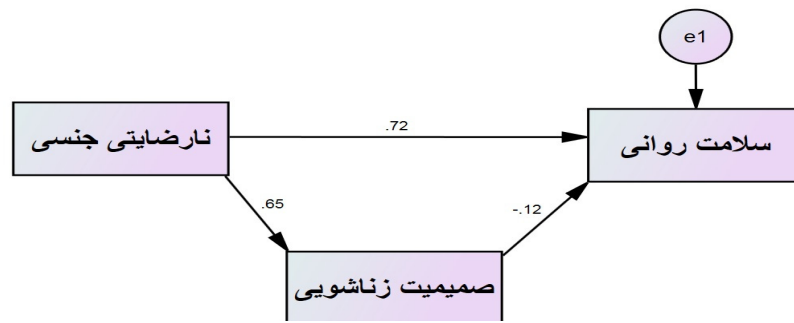 e1
نارضایتی جنسی
.72
سلامت روانی
.65
-.12
صمیمیت زناشویی